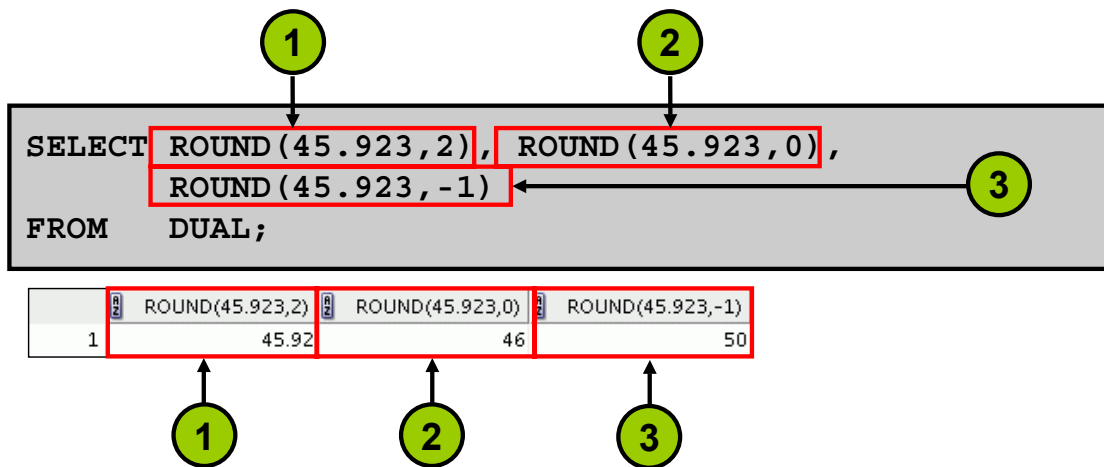 1 2
SELECT ROUND(45.923,2), ROUND(45.923,0),
ROUND(45.923,-1) 3
FROM DUAL;
ROUND(45.923,2) ROUND(45.923,0) ROUND(45.923,-1)
1 45.92 46 50
1 2 3